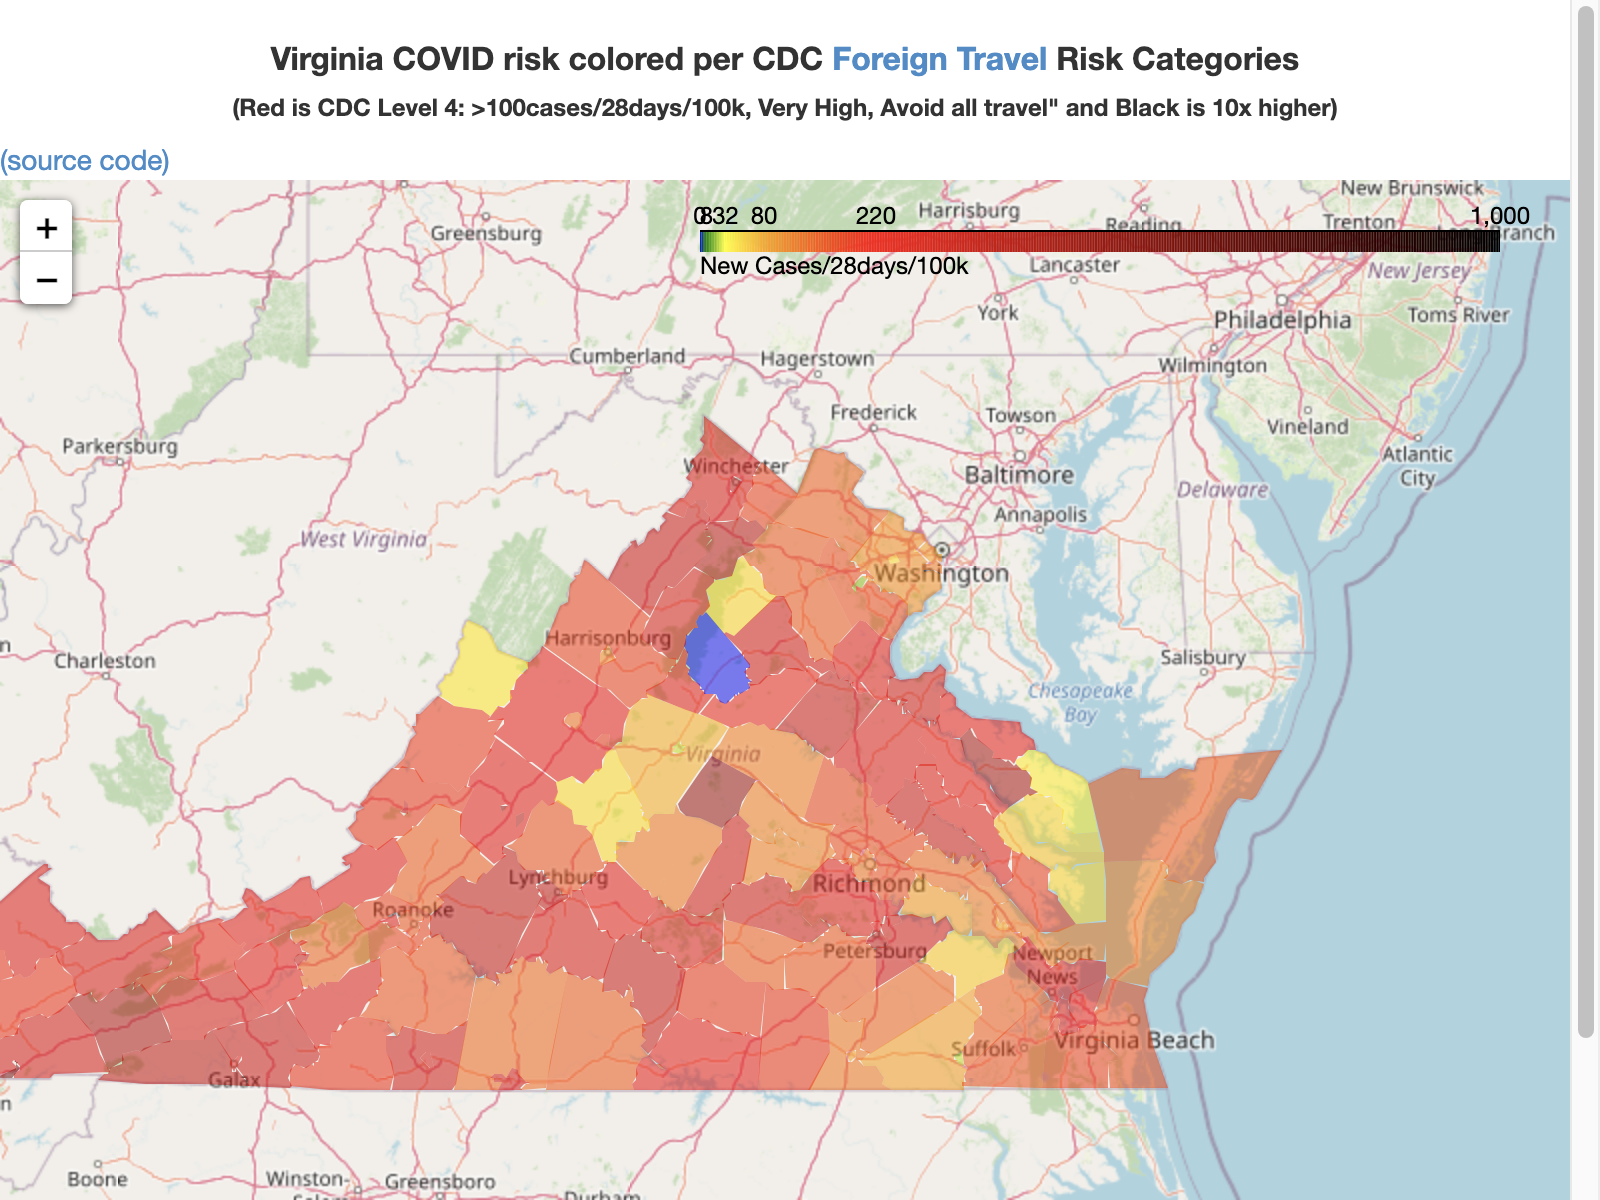 Virginia COVID risk colored per CDC Foreign Travel Risk Categories
(Red is CDC Level 4: >100cases/28days/100k, Very High, Avoid all travel" and Black is 10x higher)
(source code)
+
−
0 8 32 80 220 1,000
New Cases/28days/100k
New Brunswick
Harrisburg
Reading
Trenton
Greensburg
Branch
Lancaster
New Jersey
York
Philadelphia
Toms River
Cumberland
Hagerstown
Wilmington
Frederick
Towson
Vineland
Parkersburg
Winchester
Baltimore
Atlantic
City
Delaware
Annapolis
West Virginia
Washington
Harrisonburg
n
Charleston
Salisbury
Chesapeake
Bay
Virginia
Lynchburg
Richmond
Roanoke
Petersburg
Newport
News
Virginia Beach
Suffolk
Galax
n
Boone
Winston-
Salem
Greensboro
Durham